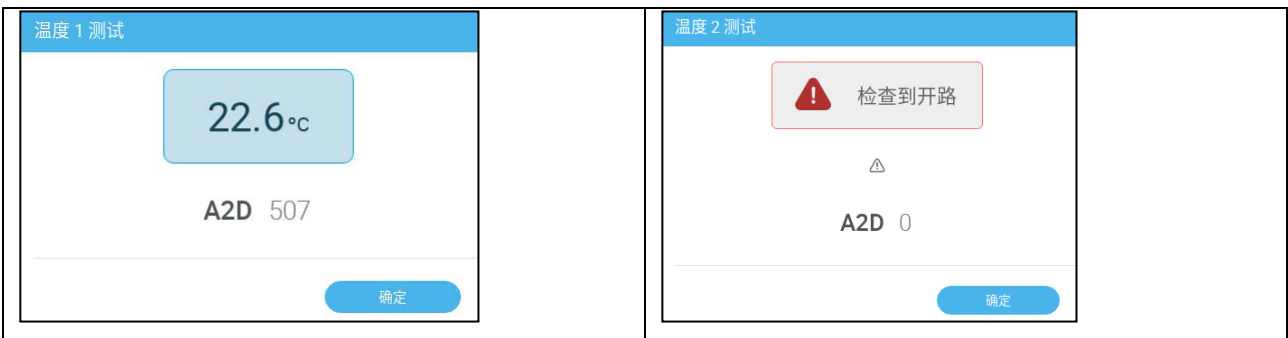 温度 1 测试
22.6°C
A2D 507
确定
温度 2 测试
检查到开路
A2D 0
确定